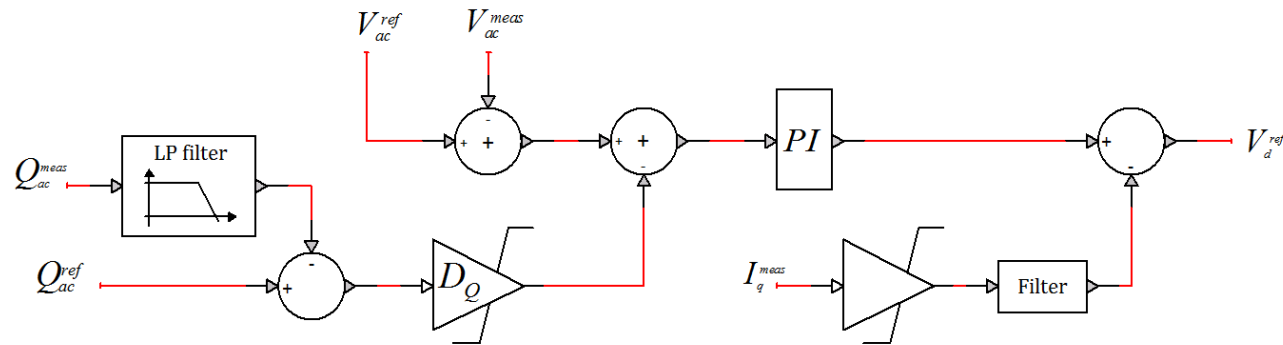 V_ac^ref
V_ac^meas
-
+ +
+ +
-
PI
+
-
V_d^ref
LP filter
Q_ac^meas
-
+
Q_ac^ref
D_Q
I_q^meas
Filter